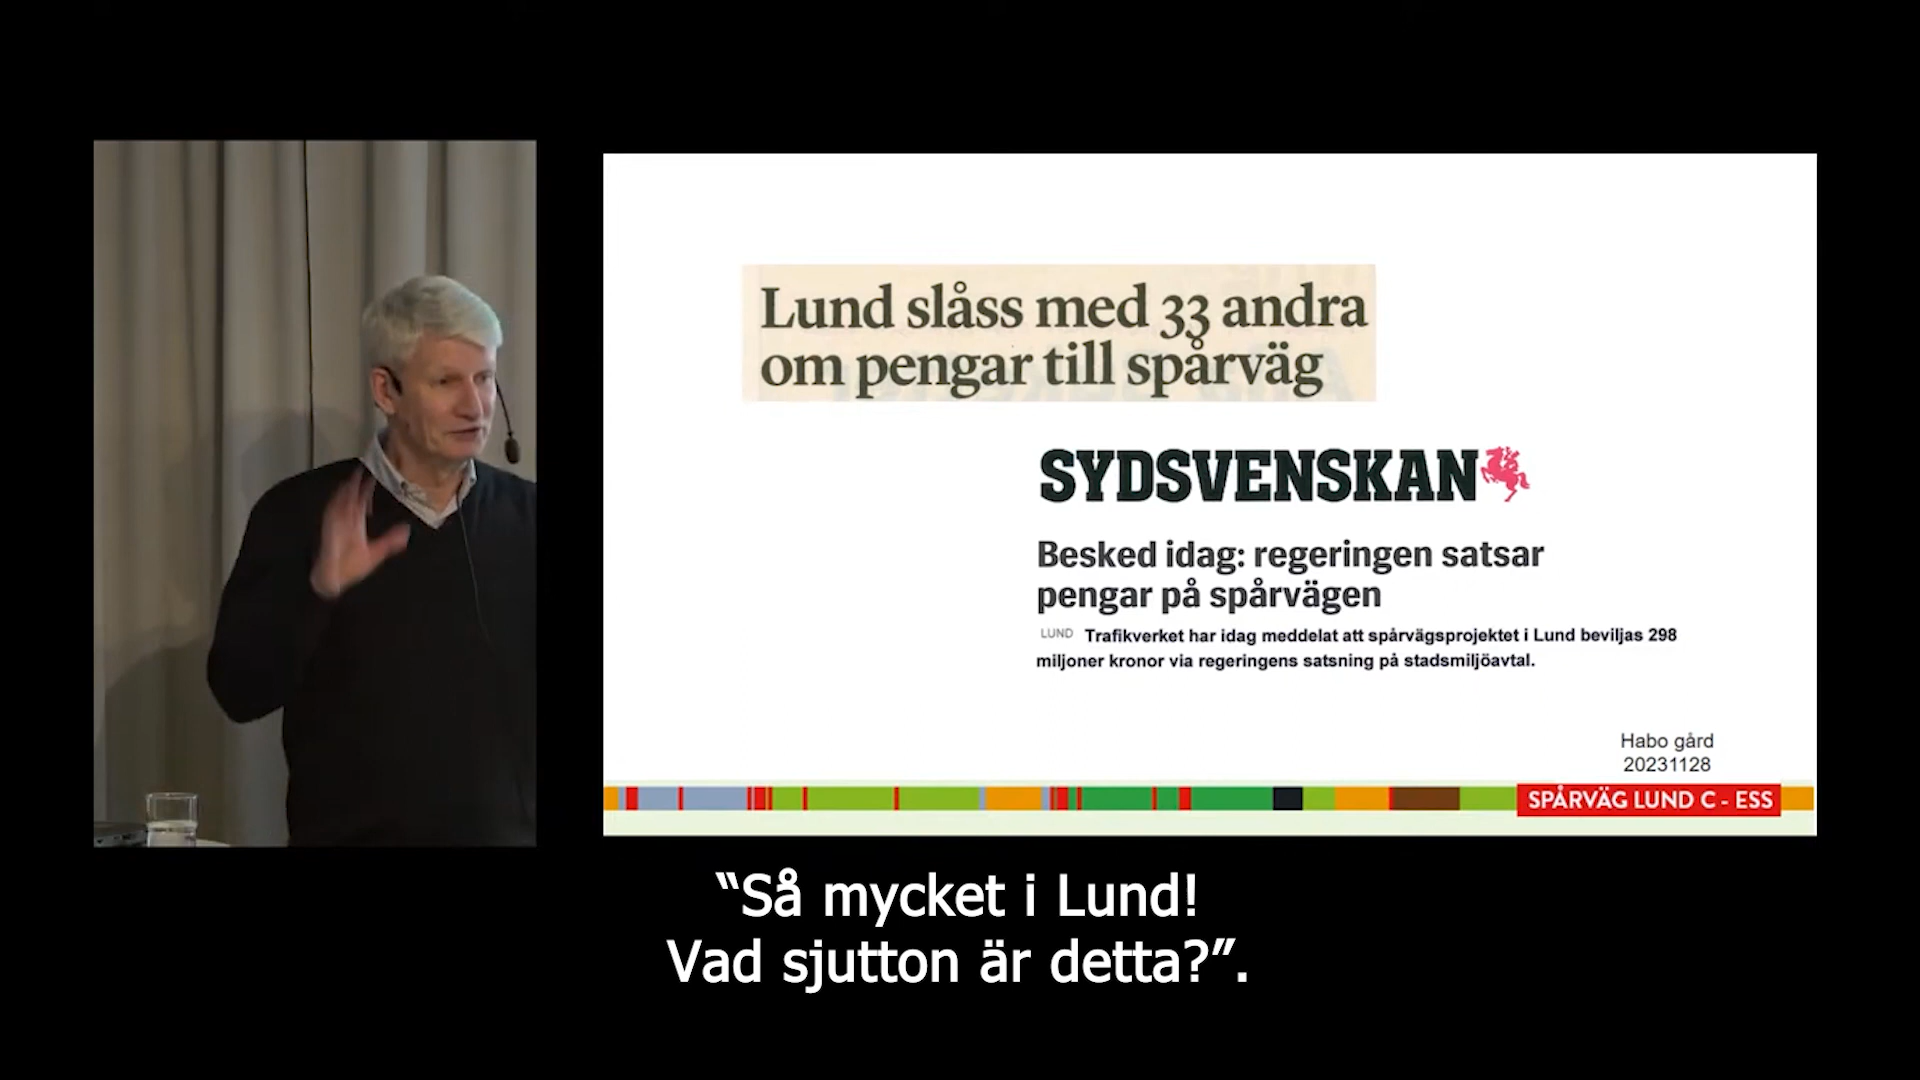 Lund slåss med 33 andra
om pengar till spårväg
SYDSVENSKAN
Besked idag: regeringen satsar
pengar på spårvägen
LUND Trafikverket har idag meddelat att spårvägsprojektet i Lund beviljas 298
miljoner kronor via regeringens satsning på stadsmiljöavtal.
Habo gård
20231128
SPÅRVÄG LUND C - ESS
“Så mycket i Lund!
Vad sjutton är detta?”.